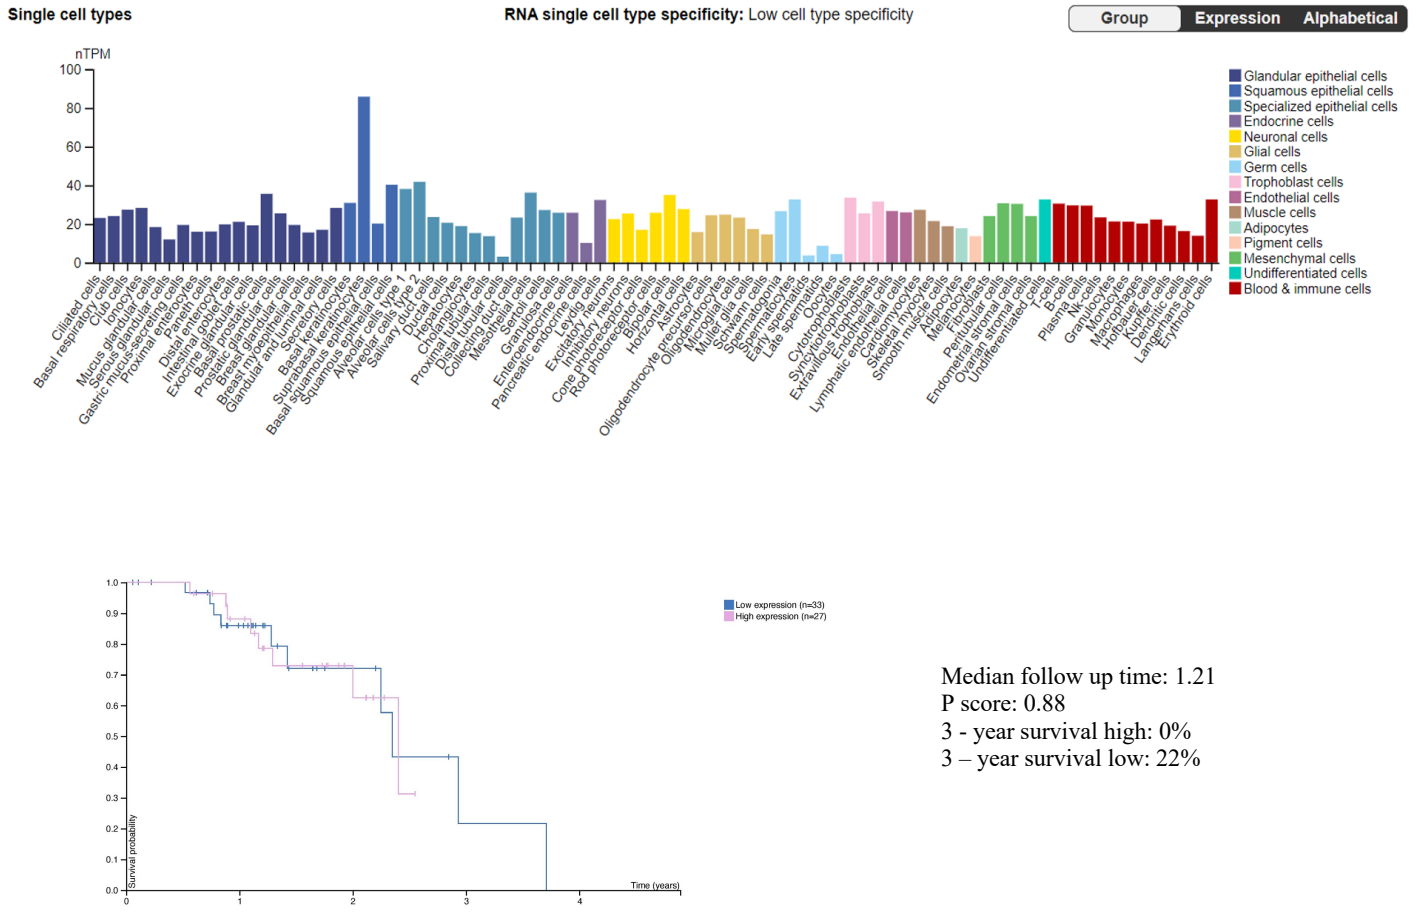 Single cell types
RNA single cell type specificity: Low cell type specificity
Group
Expression
Alphabetical
nTPM
100
80
60
40
20
0
Glandular epithelial cells
Squamous epithelial cells
Specialized epithelial cells
Endocrine cells
Neuronal cells
Glial cells
Germ cells
Trophoblast cells
Endothelial cells
Muscle cells
Adipocytes
Pigment cells
Mesenchymal cells
Undifferentiated cells
Blood & immune cells
Ciliated cells
Basal respiratory cells
Club cells
Ionocytes
Mucus glandular cells
Serous glandular cells
Gastric mucus-secreting cells
Proximal enterocytes
Paneth cells
Distal enterocytes
Intestinal goblet cells
Exocrine glandular cells
Basal prostatic cells
Prostatic glandular cells
Breast glandular cells
Breast myoepithelial cells
Glandular and luminal cells
Secretory cells
Basal keratinocytes
Suprabasal keratinocytes
Basal squamous epithelial cells
Squamous epithelial cells
Alveolar cells type 1
Alveolar cells type 2
Salivary duct cells
Ductal cells
Hepatocytes
Cholangiocytes
Proximal tubular cells
Distal tubular cells
Collecting duct cells
Mesothelial cells
Sertoli cells
Granulosa cells
Enteroendocrine cells
Pancreatic endocrine cells
Leydig cells
Excitatory neurons
Inhibitory neurons
Cone photoreceptor cells
Rod photoreceptor cells
Bipolar cells
Horizontal cells
Astrocytes
Oligodendrocyte precursor cells
Oligodendrocytes
Microglial cells
Muller glia cells
Schwann cells
Spermatogonia
Spermatocytes
Early spermatids
Late spermatids
Oocytes
Cytotrophoblasts
Syncytiotrophoblasts
Extravillous trophoblasts
Endothelial cells
Lymphatic endothelial cells
Cardiomyocytes
Skeletal myocytes
Smooth muscle cells
Adipocytes
Melanocytes
Fibroblasts
Peritubular cells
Endometrial stromal cells
Ovarian stromal cells
Undifferentiated cells
T-cells
B-cells
Plasma cells
NK-cells
Granulocytes
Monocytes
Macrophages
Hofbauer cells
Kupffer cells
Dendritic cells
Langerhans cells
Erythroid cells
1.0
0.9
0.8
0.7
0.6
0.5
0.4
0.3
0.2
0.1
0.0
Survival probability
0
1
2
3
4
Time (years)
Low expression (n=33)
High expression (n=27)
Median follow up time: 1.21
P score: 0.88
3 - year survival high: 0%
3 – year survival low: 22%